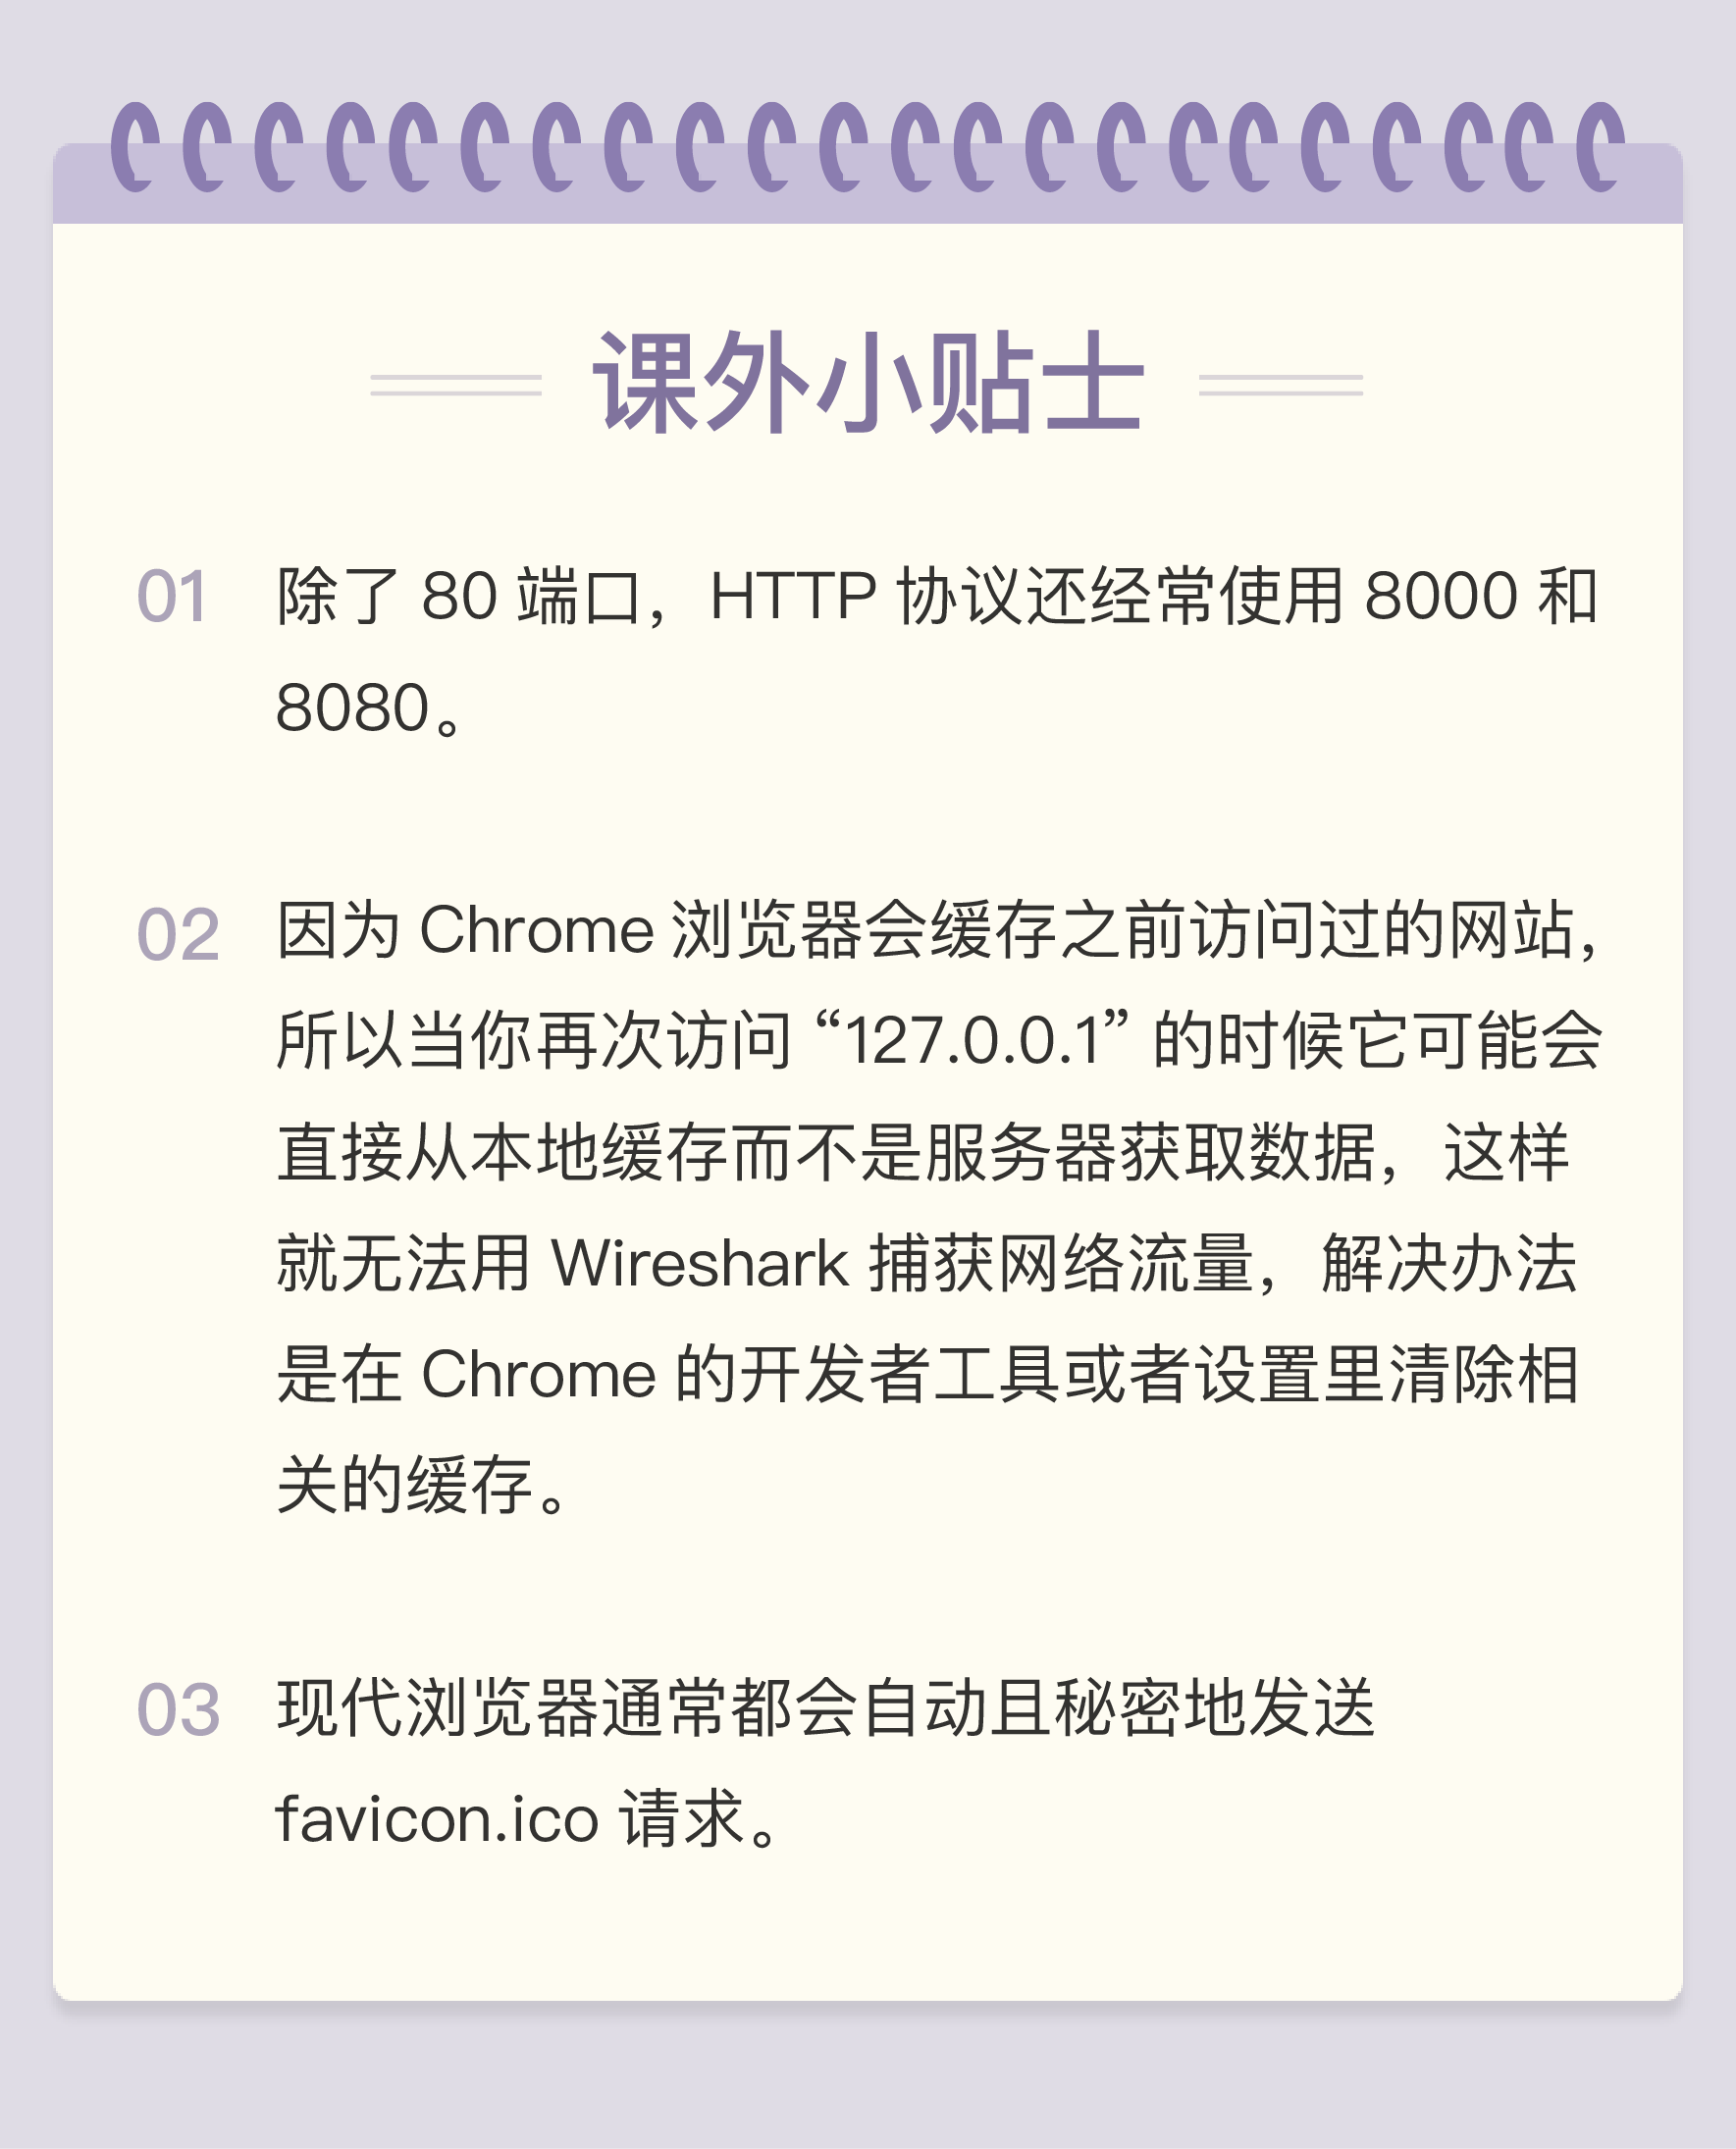 课外小贴士
01 除了 80 端口，HTTP 协议还经常使用 8000 和
8080。
02 因为 Chrome 浏览器会缓存之前访问过的网站，
所以当你再次访问 “127.0.0.1” 的时候它可能会
直接从本地缓存而不是服务器获取数据，这样
就无法用 Wireshark 捕获网络流量，解决办法
是在 Chrome 的开发者工具或者设置里清除相
关的缓存。
03 现代浏览器通常都会自动且秘密地发送
favicon.ico 请求。